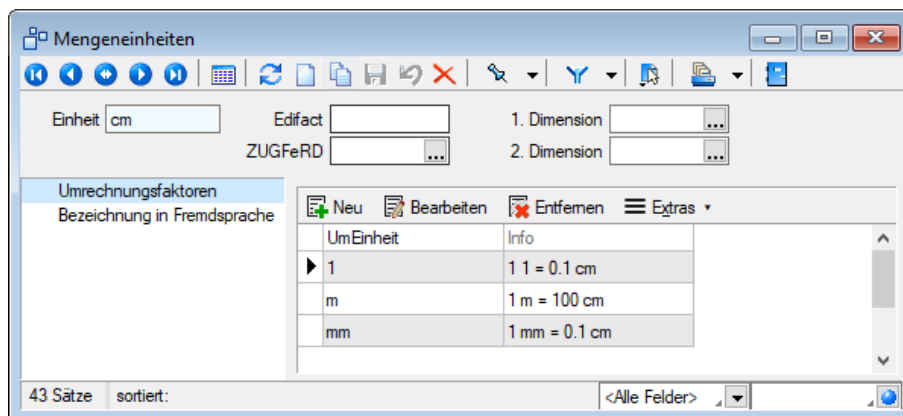 Mengeneinheiten
Einheit cm Edifact 1. Dimension ...
ZUGFeRD ... 2. Dimension ...
Umrechnungsfaktoren
Bezeichnung in Fremdsprache
Neu Bearbeiten Entfernen Extras
UmEinheit Info
1 1 1 = 0.1 cm
m 1 m = 100 cm
mm 1 mm = 0.1 cm
43 Sätze sortiert: <Alle Felder>